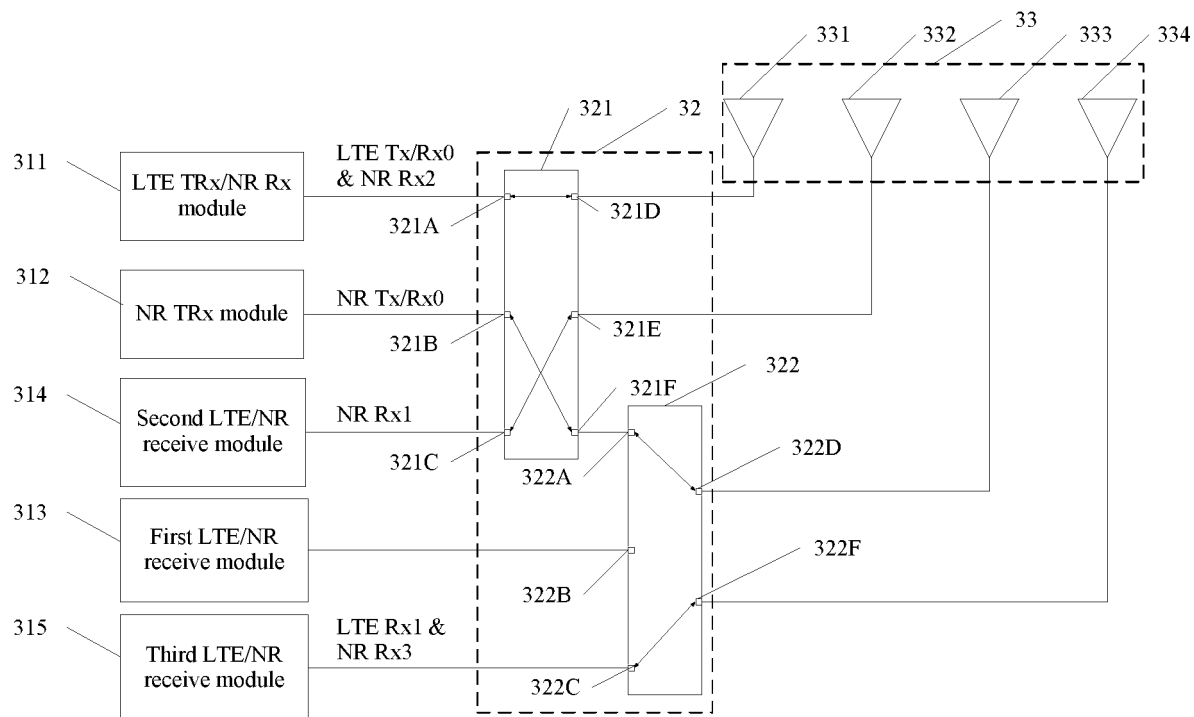 331
332
33
333
334
321
32
311
LTE TRx/NR Rx
module
LTE Tx/Rx0
& NR Rx2
321A
321D
312
NR TRx module
NR Tx/Rx0
321B
321E
322
314
Second LTE/NR
receive module
NR Rx1
321C
321F
322A
322D
313
First LTE/NR
receive module
322B
322F
315
Third LTE/NR
receive module
LTE Rx1 &
NR Rx3
322C